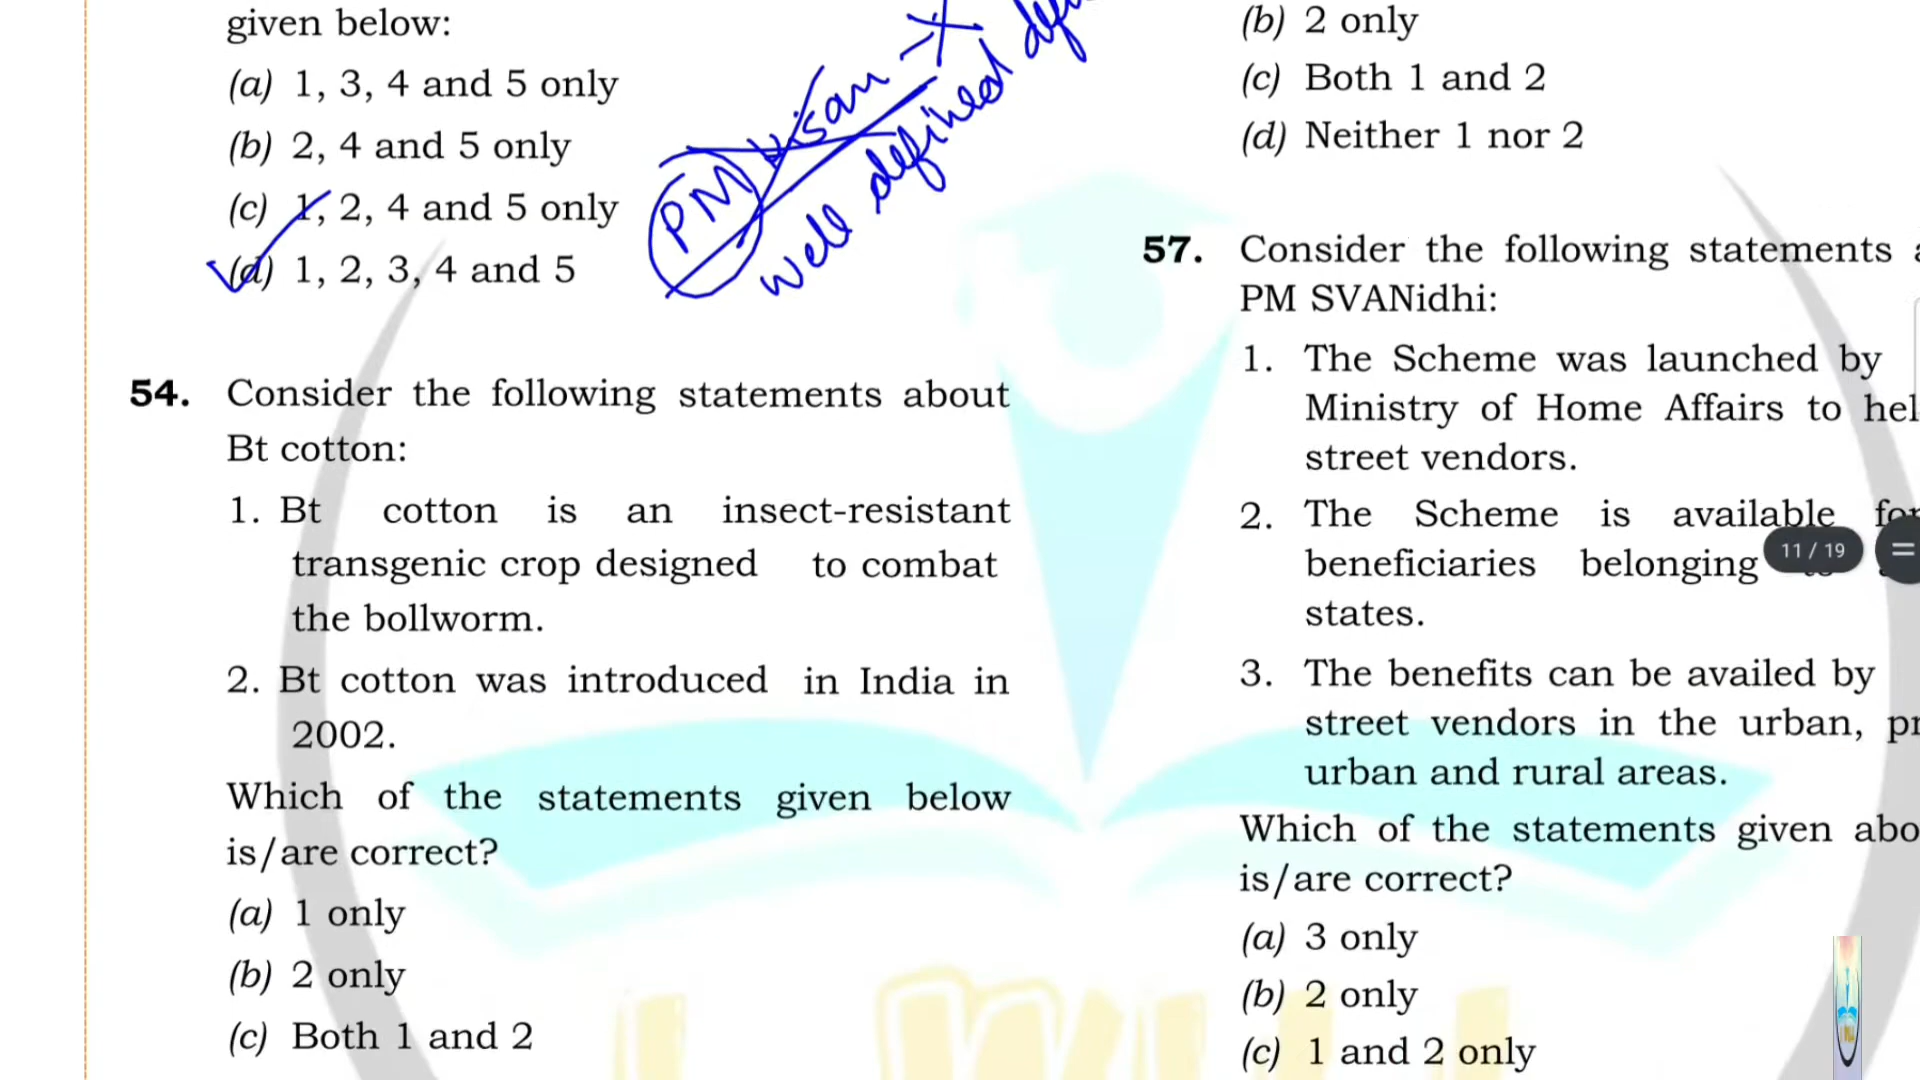 given below:
(a) 1, 3, 4 and 5 only
(b) 2, 4 and 5 only
(c) 1, 2, 4 and 5 only
(d) 1, 2, 3, 4 and 5
PM Kisan → X
well defined
54. Consider the following statements about
Bt cotton:
1. Bt cotton is an insect-resistant
transgenic crop designed to combat
the bollworm.
2. Bt cotton was introduced in India in
2002.
Which of the statements given below
is/are correct?
(a) 1 only
(b) 2 only
(c) Both 1 and 2
(b) 2 only
(c) Both 1 and 2
(d) Neither 1 nor 2
57. Consider the following statements
PM SVANidhi:
1. The Scheme was launched by
Ministry of Home Affairs to
street vendors.
2. The Scheme is available for
beneficiaries belonging
states.
3. The benefits can be availed by
street vendors in the urban,
urban and rural areas.
Which of the statements given
is/are correct?
(a) 3 only
(b) 2 only
(c) 1 and 2 only
11 / 19